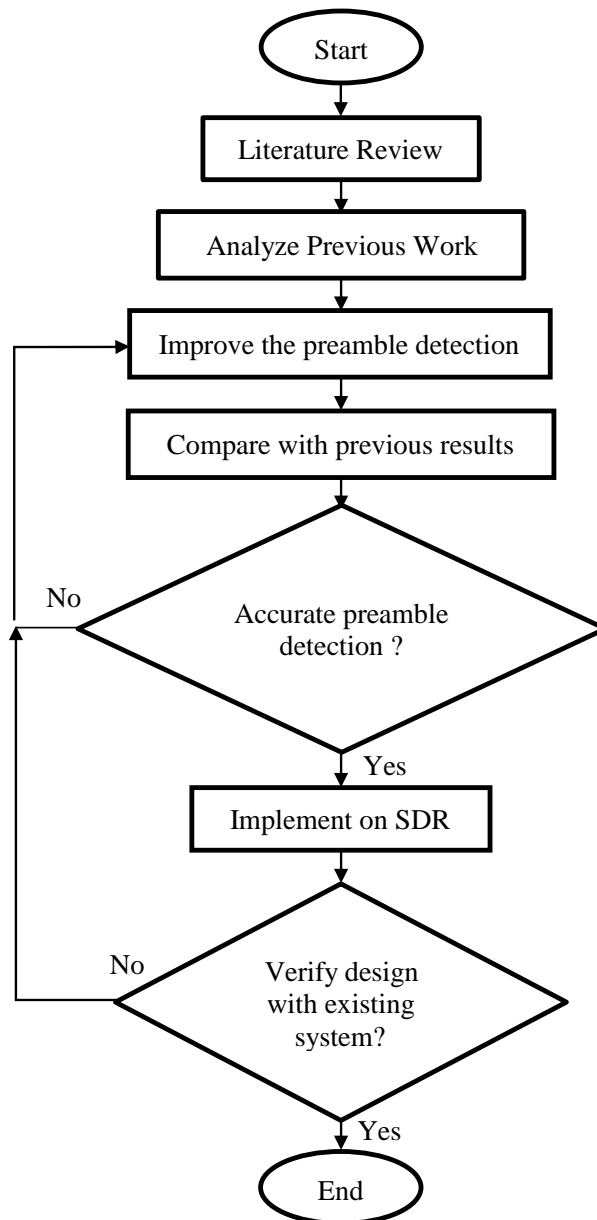 Start
Literature Review
Analyze Previous Work
Improve the preamble detection
Compare with previous results
No
Accurate preamble
detection ?
Yes
Implement on SDR
No
Verify design
with existing
system?
Yes
End